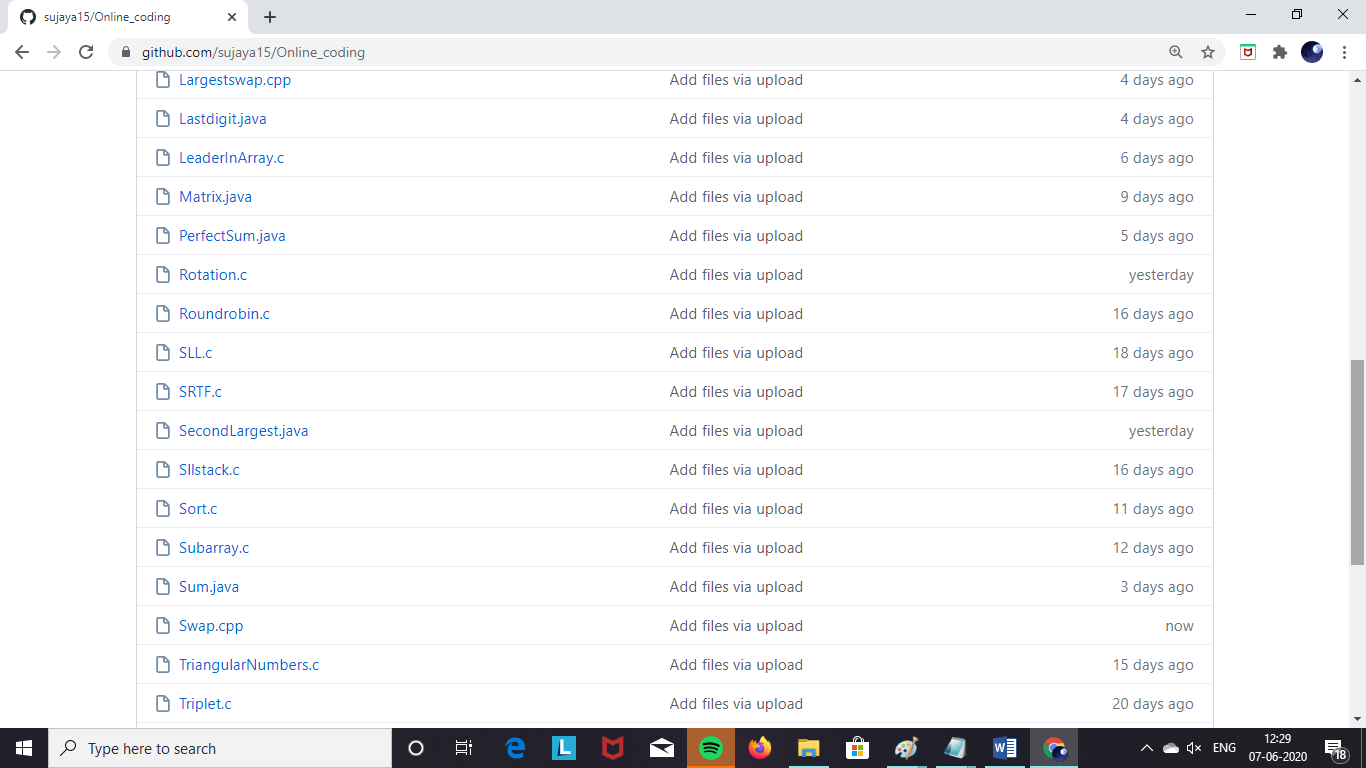 sujaya15/Online_coding
github.com/sujaya15/Online_coding
Largestswap.cpp Add files via upload 4 days ago
Lastdigit.java Add files via upload 4 days ago
LeaderInArray.c Add files via upload 6 days ago
Matrix.java Add files via upload 9 days ago
PerfectSum.java Add files via upload 5 days ago
Rotation.c Add files via upload yesterday
Roundrobin.c Add files via upload 16 days ago
SLL.c Add files via upload 18 days ago
SRTF.c Add files via upload 17 days ago
SecondLargest.java Add files via upload yesterday
Sllstack.c Add files via upload 16 days ago
Sort.c Add files via upload 11 days ago
Subarray.c Add files via upload 12 days ago
Sum.java Add files via upload 3 days ago
Swap.cpp Add files via upload now
TriangularNumbers.c Add files via upload 15 days ago
Triplet.c Add files via upload 20 days ago
Type here to search L ENG 12:29
07-06-2020 18